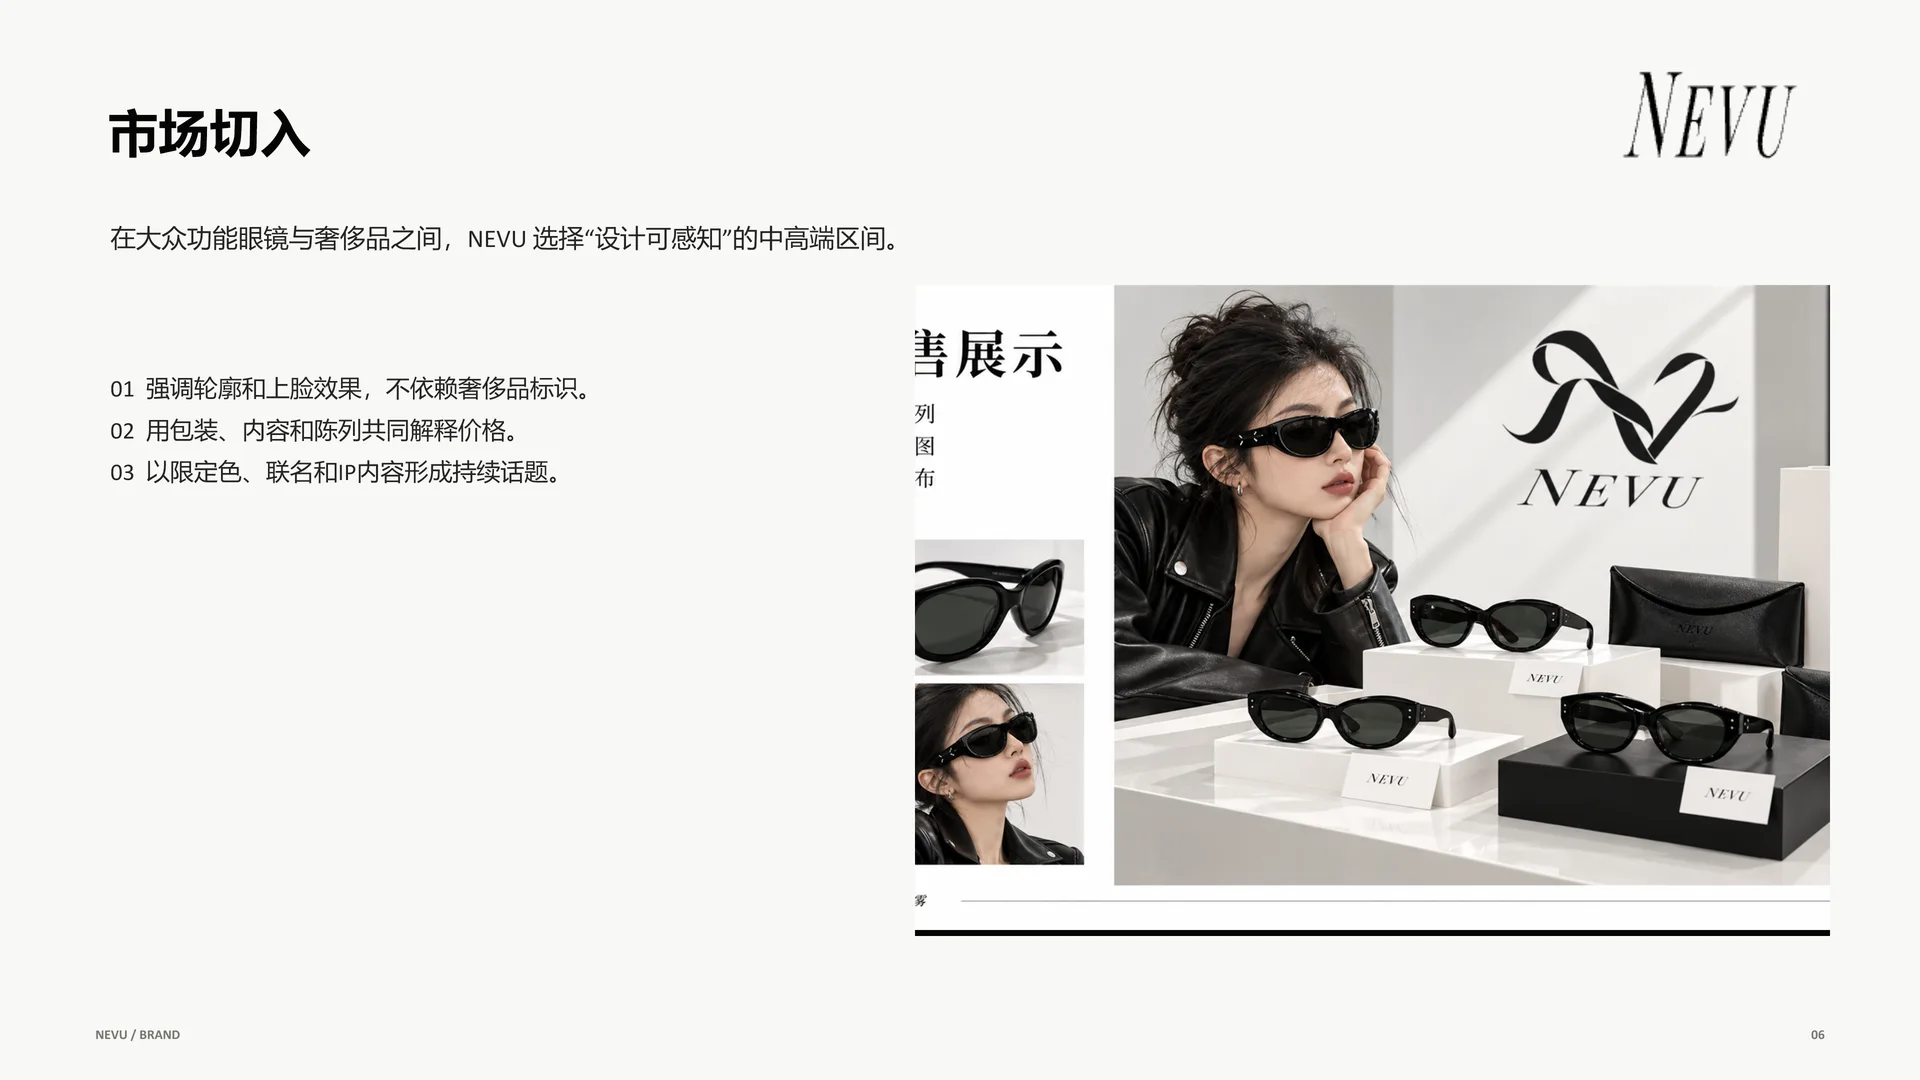 市场切入
NEVU
在大众功能眼镜与奢侈品之间，NEVU 选择“设计可感知”的中高端区间。
01 强调轮廓和上脸效果，不依赖奢侈品标识。
02 用包装、内容和陈列共同解释价格。
03 以限定色、联名和IP内容形成持续话题。
售展示
列
图
布
NEVU
NEVU
NEVU
NEVU
NEVU
雾
NEVU / BRAND
06